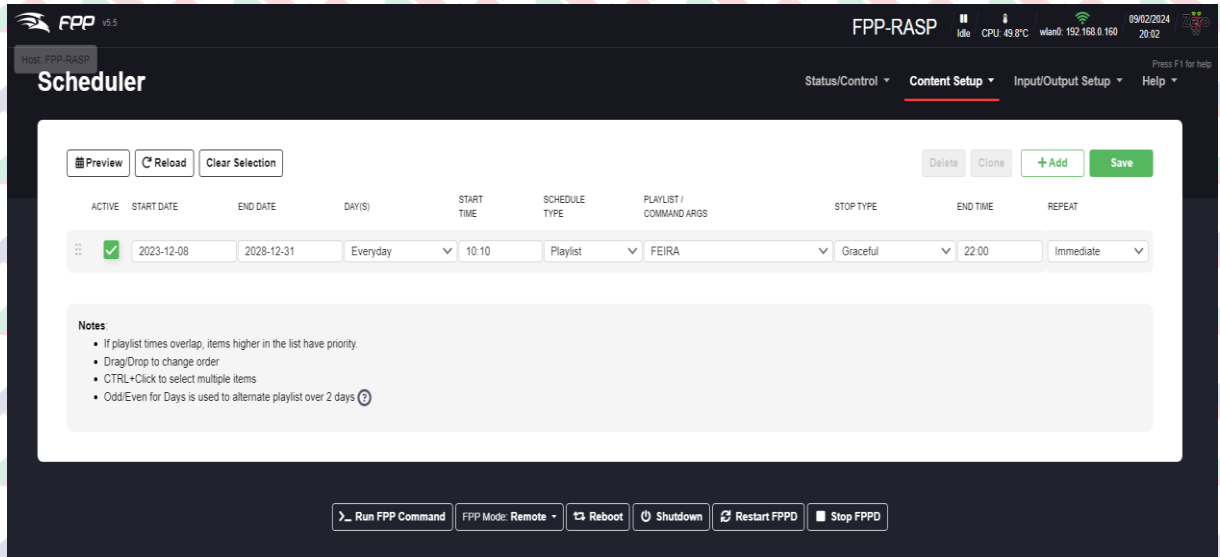 FPP v5.5
FPP-RASP
Idle CPU: 49.8°C wlan0: 192.168.0.160 09/02/2024 20:02
Zero
Host: FPP-RASP
Press F1 for help
Scheduler
Status/Control Content Setup Input/Output Setup Help
Preview Reload Clear Selection Delete Clone + Add Save
ACTIVE START DATE END DATE DAY(S) START TIME SCHEDULE TYPE PLAYLIST / COMMAND ARGS STOP TYPE END TIME REPEAT
2023-12-08 2028-12-31 Everyday 10:10 Playlist FEIRA Graceful 22:00 Immediate
Notes:
• If playlist times overlap, items higher in the list have priority.
• Drag/Drop to change order
• CTRL+Click to select multiple items
• Odd/Even for Days is used to alternate playlist over 2 days ?
>_ Run FPP Command FPP Mode: Remote Reboot Shutdown Restart FPPD Stop FPPD